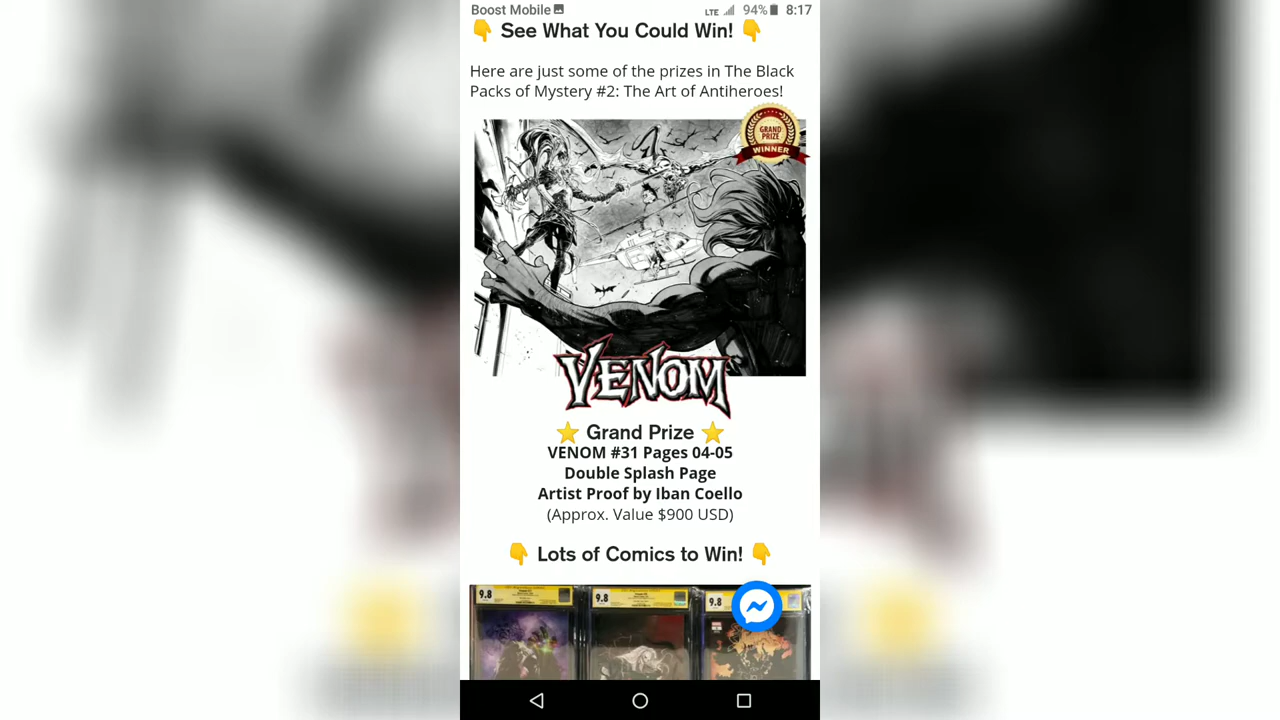 Boost Mobile LTE 94% 8:17
👇 See What You Could Win! 👇
Here are just some of the prizes in The Black
Packs of Mystery #2: The Art of Antiheroes!
GRAND
PRIZE
WINNER
VENOM
⭐ Grand Prize ⭐
VENOM #31 Pages 04-05
Double Splash Page
Artist Proof by Iban Coello
(Approx. Value $900 USD)
👇 Lots of Comics to Win! 👇
9.8 9.8 9.8